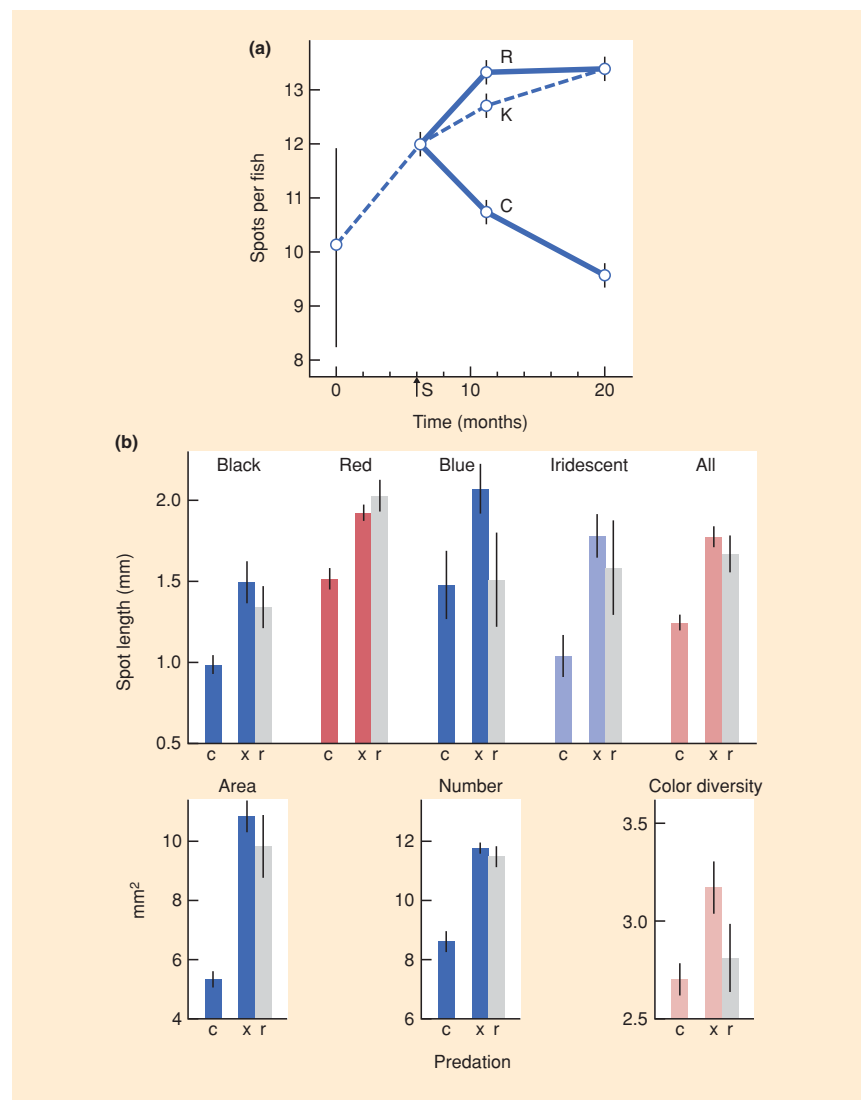 (a)
R
K
C
13
12
11
10
9
8
Spots per fish
0
S
10
20
Time (months)
(b)
Black Red Blue Iridescent All
2.0
1.5
1.0
0.5
Spot length (mm)
c x r c x r c x r c x r c x r
Area Number Color diversity
10
8
6
4
mm2
c x r
12
10
8
6
c x r
3.5
3.0
2.5
c x r
Predation